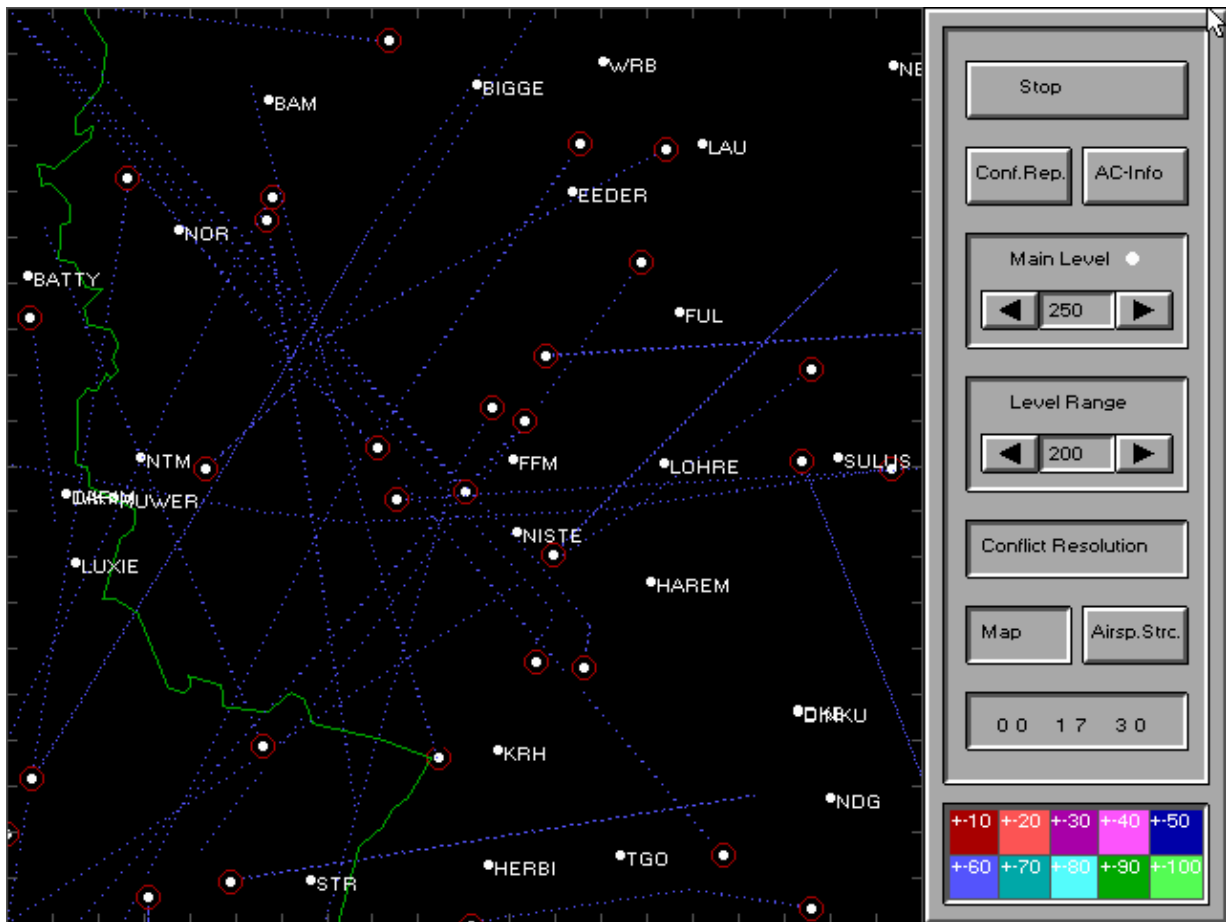 WRB
NE
BIGGE
BAM
LAU
EEDER
NOR
BATTY
FUL
NTM
FFM
LOHRE
SULUS
RUWER
NISTE
LUXIE
HAREM
KRH
NDG
HERBI
TGO
STR
Stop
Conf.Rep. AC-Info
Main Level
250
Level Range
200
Conflict Resolution
Map Airsp.Strc.
00 17 30
+-10 +-20 +-30 +-40 +-50
+-60 +-70 +-80 +-90 +-100